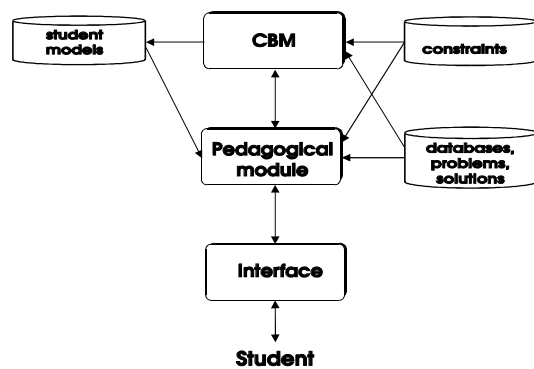 student
models
CBM
constraints
Pedagogical
module
databases,
problems,
solutions
Interface
Student